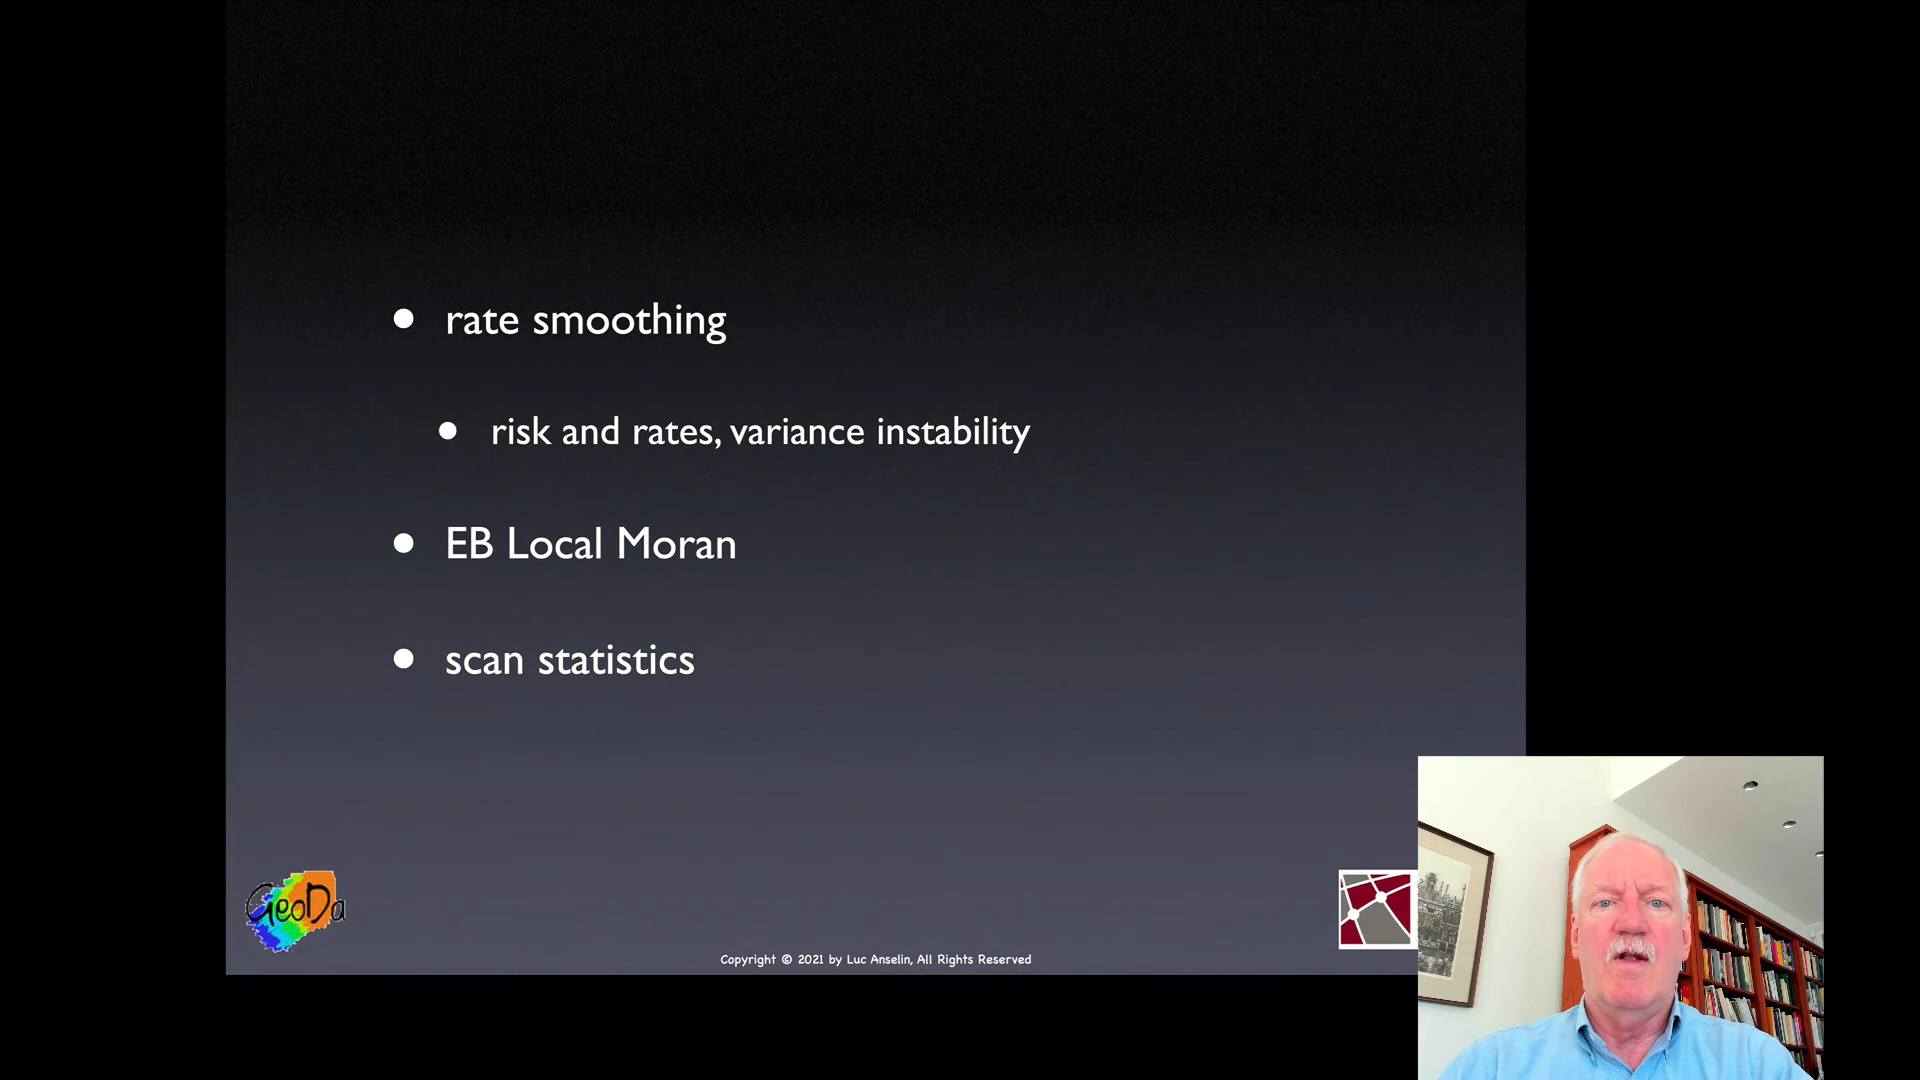 rate smoothing
risk and rates, variance instability
EB Local Moran
scan statistics
GeoDa
Copyright © 2021 by Luc Anselin, All Rights Reserved